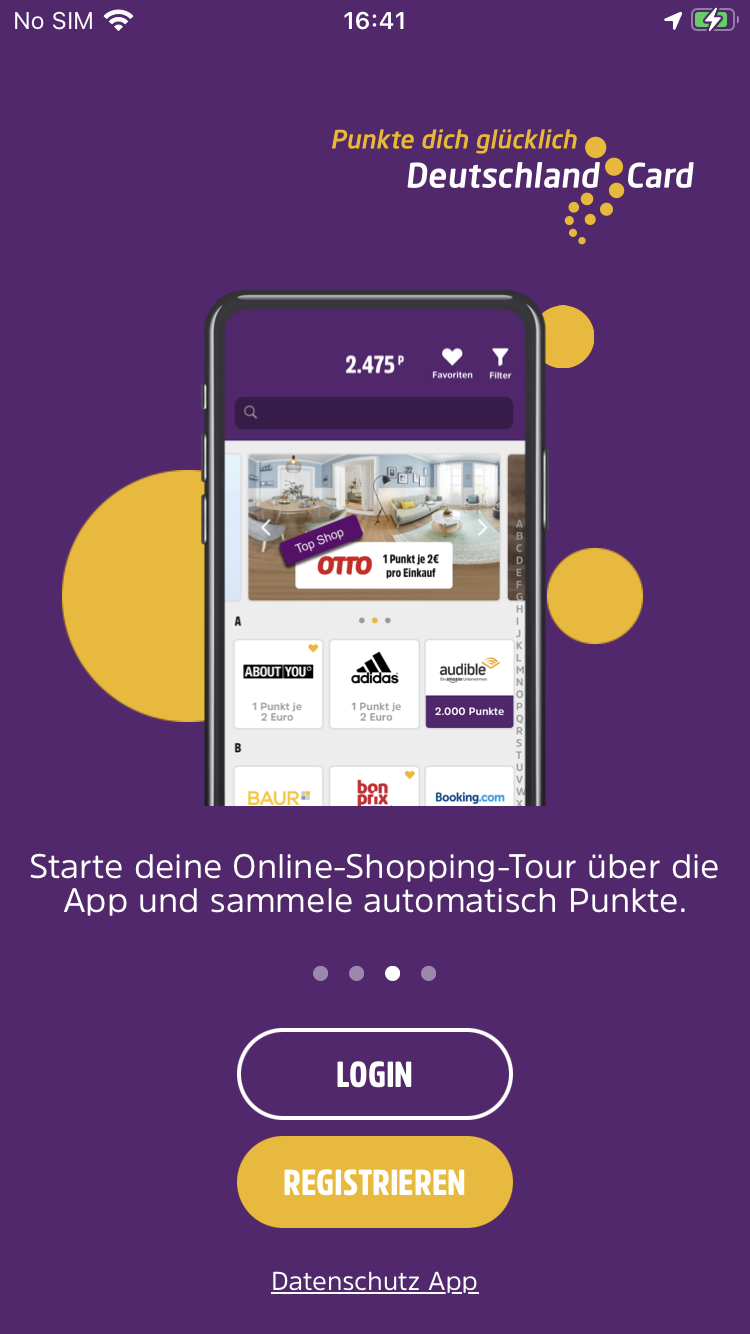 No SIM 16:41
Punkte dich glücklich
Deutschland Card
2.475 P
Favoriten Filter
Top Shop
OTTO
1 Punkt je 2€
pro Einkauf
A
ABOUT YOU°
1 Punkt je
2 Euro
adidas
1 Punkt je
2 Euro
audible
Ein amazon Unternehmen
2.000 Punkte
B
BAUR
bon
prix
Booking.com
A
B
C
D
E
F
G
H
I
J
K
L
M
N
O
P
Q
R
S
T
U
V
W
X
Starte deine Online-Shopping-Tour über die
App und sammele automatisch Punkte.
LOGIN
REGISTRIEREN
Datenschutz App